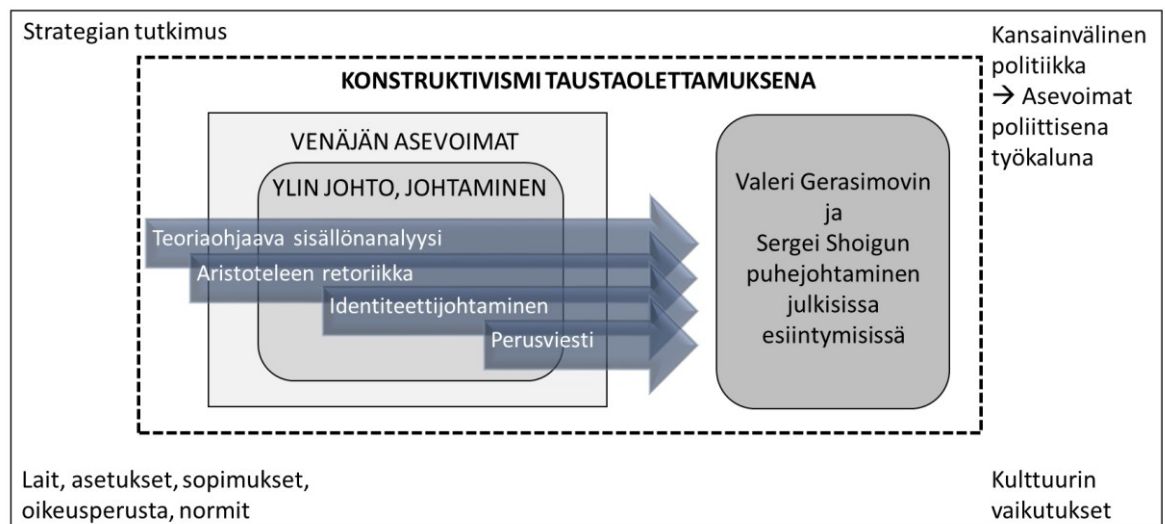 Strategian tutkimus
Kansainvälinen
politiikka
→ Asevoimat
poliittisena
työkaluna
KONSTRUKTIVISMI TAUSTAOLETTAMUKSENA
VENÄJÄN ASEVOIMAT
YLIN JOHTO, JOHTAMINEN
Teoriaohjaava sisällönanalyysi
Aristoteleen retoriikka
Identiteettijohtaminen
Perusviesti
Valeri Gerasimovin
ja
Sergei Shoigun
puhejohtaminen
julkisissa
esiintymisissä
Lait, asetukset, sopimukset,
oikeusperusta, normit
Kulttuurin
vaikutukset